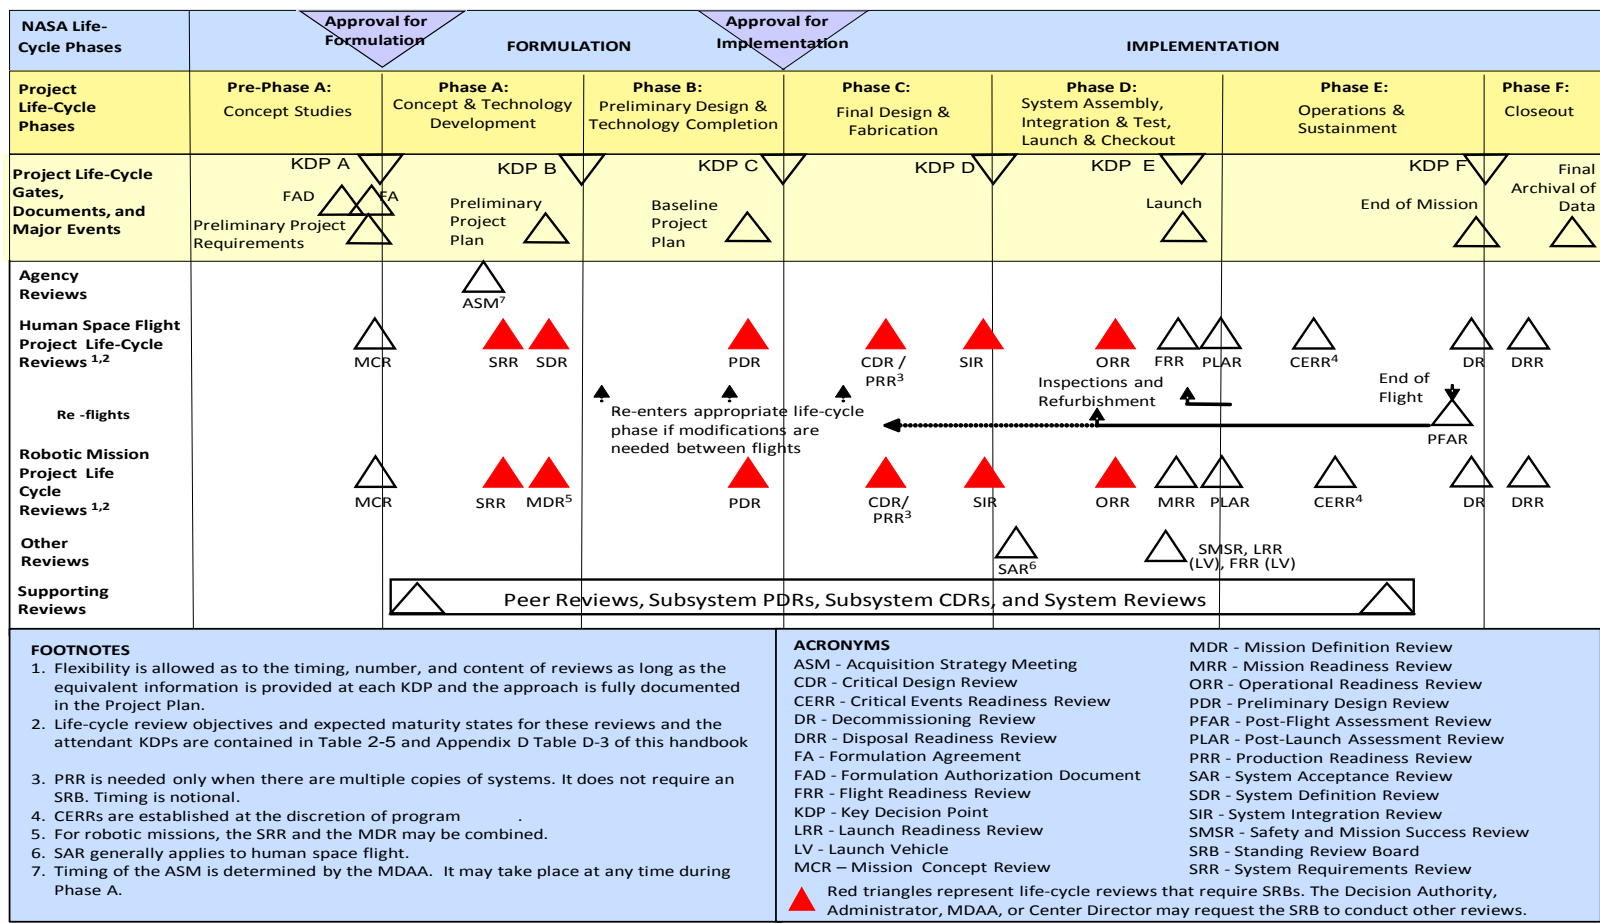 NASA Life-
Cycle Phases
Approval for
Formulation
FORMULATION
Approval for
Implementation
IMPLEMENTATION
Project
Life-Cycle
Phases
Pre-Phase A:
Concept Studies
Phase A:
Concept & Technology
Development
Phase B:
Preliminary Design &
Technology Completion
Phase C:
Final Design &
Fabrication
Phase D:
System Assembly,
Integration & Test,
Launch & Checkout
Phase E:
Operations &
Sustainment
Phase F:
Closeout
Project Life-Cycle
Gates,
Documents, and
Major Events
KDP A
FAD
FA
Preliminary Project
Requirements
KDP B
Preliminary
Project
Plan
KDP C
Baseline
Project
Plan
KDP D
KDP E
Launch
KDP F
End of Mission
Final
Archival of
Data
Agency
Reviews
ASM7
Human Space Flight
Project Life-Cycle
Reviews 1,2
MCR
SRR
SDR
PDR
CDR /
PRR3
SIR
ORR
FRR
PLAR
CERR4
DR
DRR
Re -flights
Re-enters appropriate life-cycle
phase if modifications are
needed between flights
Inspections and
Refurbishment
End of
Flight
PFAR
Robotic Mission
Project Life
Cycle
Reviews 1,2
MCR
SRR
MDR5
PDR
CDR/
PRR3
SIR
ORR
MRR
PLAR
CERR4
DR
DRR
Other
Reviews
SAR6
SMSR, LRR
(LV), FRR (LV)
Supporting
Reviews
Peer Reviews, Subsystem PDRs, Subsystem CDRs, and System Reviews
FOOTNOTES
1. Flexibility is allowed as to the timing, number, and content of reviews as long as the
equivalent information is provided at each KDP and the approach is fully documented
in the Project Plan.
2. Life-cycle review objectives and expected maturity states for these reviews and the
attendant KDPs are contained in Table 2-5 and Appendix D Table D-3 of this handbook
3. PRR is needed only when there are multiple copies of systems. It does not require an
SRB. Timing is notional.
4. CERRs are established at the discretion of program .
5. For robotic missions, the SRR and the MDR may be combined.
6. SAR generally applies to human space flight.
7. Timing of the ASM is determined by the MDAA. It may take place at any time during
Phase A.
ACRONYMS
ASM - Acquisition Strategy Meeting
CDR - Critical Design Review
CERR - Critical Events Readiness Review
DR - Decommissioning Review
DRR - Disposal Readiness Review
FA - Formulation Agreement
FAD - Formulation Authorization Document
FRR - Flight Readiness Review
KDP - Key Decision Point
LRR - Launch Readiness Review
LV - Launch Vehicle
MCR – Mission Concept Review
MDR - Mission Definition Review
MRR - Mission Readiness Review
ORR - Operational Readiness Review
PDR - Preliminary Design Review
PFAR - Post-Flight Assessment Review
PLAR - Post-Launch Assessment Review
PRR - Production Readiness Review
SAR - System Acceptance Review
SDR - System Definition Review
SIR - System Integration Review
SMSR - Safety and Mission Success Review
SRB - Standing Review Board
SRR - System Requirements Review
Red triangles represent life-cycle reviews that require SRBs. The Decision Authority,
Administrator, MDAA, or Center Director may request the SRB to conduct other reviews.